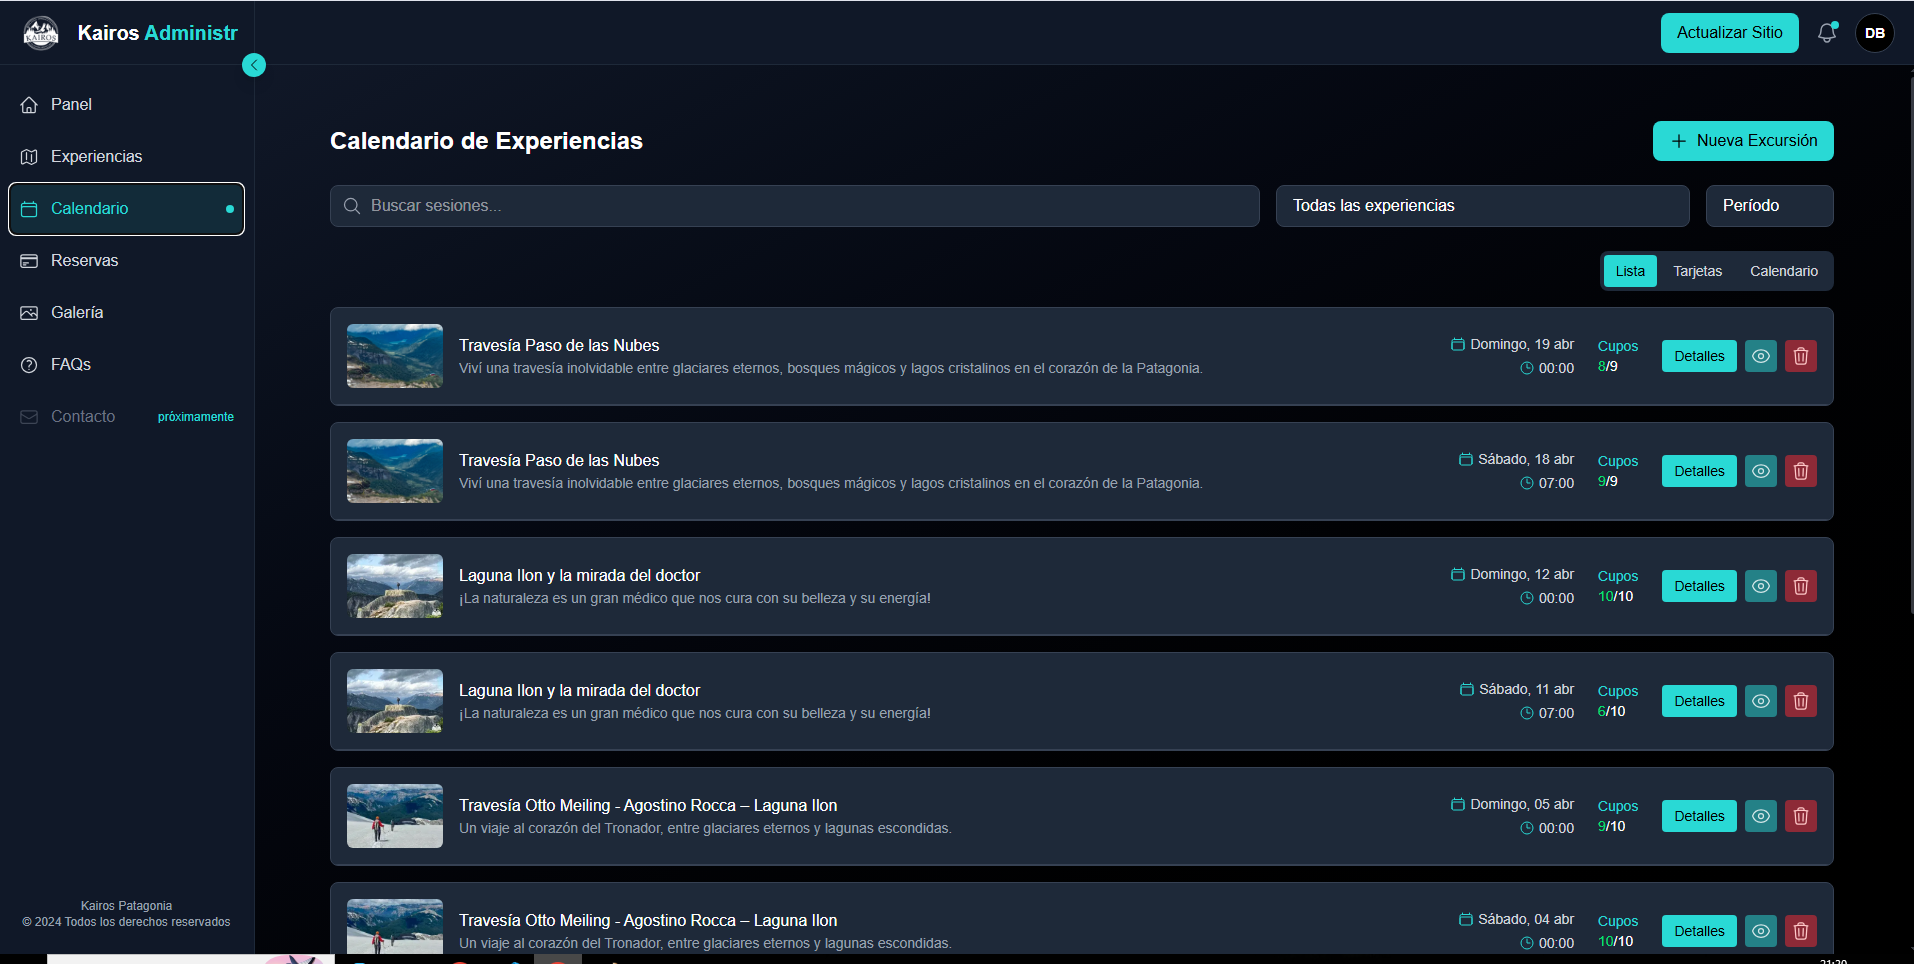 KAIROS
Kairos Administr
Actualizar Sitio
DB
Panel
Experiencias
Calendario
Reservas
Galería
FAQs
Contacto próximamente
Kairos Patagonia
© 2024 Todos los derechos reservados
Calendario de Experiencias
Nueva Excursión
Buscar sesiones...
Todas las experiencias
Período
Lista Tarjetas Calendario
Travesía Paso de las Nubes
Viví una travesía inolvidable entre glaciares eternos, bosques mágicos y lagos cristalinos en el corazón de la Patagonia.
Domingo, 19 abr
00:00
Cupos
8/9
Detalles
Travesía Paso de las Nubes
Viví una travesía inolvidable entre glaciares eternos, bosques mágicos y lagos cristalinos en el corazón de la Patagonia.
Sábado, 18 abr
07:00
Cupos
9/9
Detalles
Laguna Ilon y la mirada del doctor
¡La naturaleza es un gran médico que nos cura con su belleza y su energía!
Domingo, 12 abr
00:00
Cupos
10/10
Detalles
Laguna Ilon y la mirada del doctor
¡La naturaleza es un gran médico que nos cura con su belleza y su energía!
Sábado, 11 abr
07:00
Cupos
6/10
Detalles
Travesía Otto Meiling - Agostino Rocca – Laguna Ilon
Un viaje al corazón del Tronador, entre glaciares eternos y lagunas escondidas.
Domingo, 05 abr
00:00
Cupos
9/10
Detalles
Travesía Otto Meiling - Agostino Rocca – Laguna Ilon
Un viaje al corazón del Tronador, entre glaciares eternos y lagunas escondidas.
Sábado, 04 abr
00:00
Cupos
10/10
Detalles